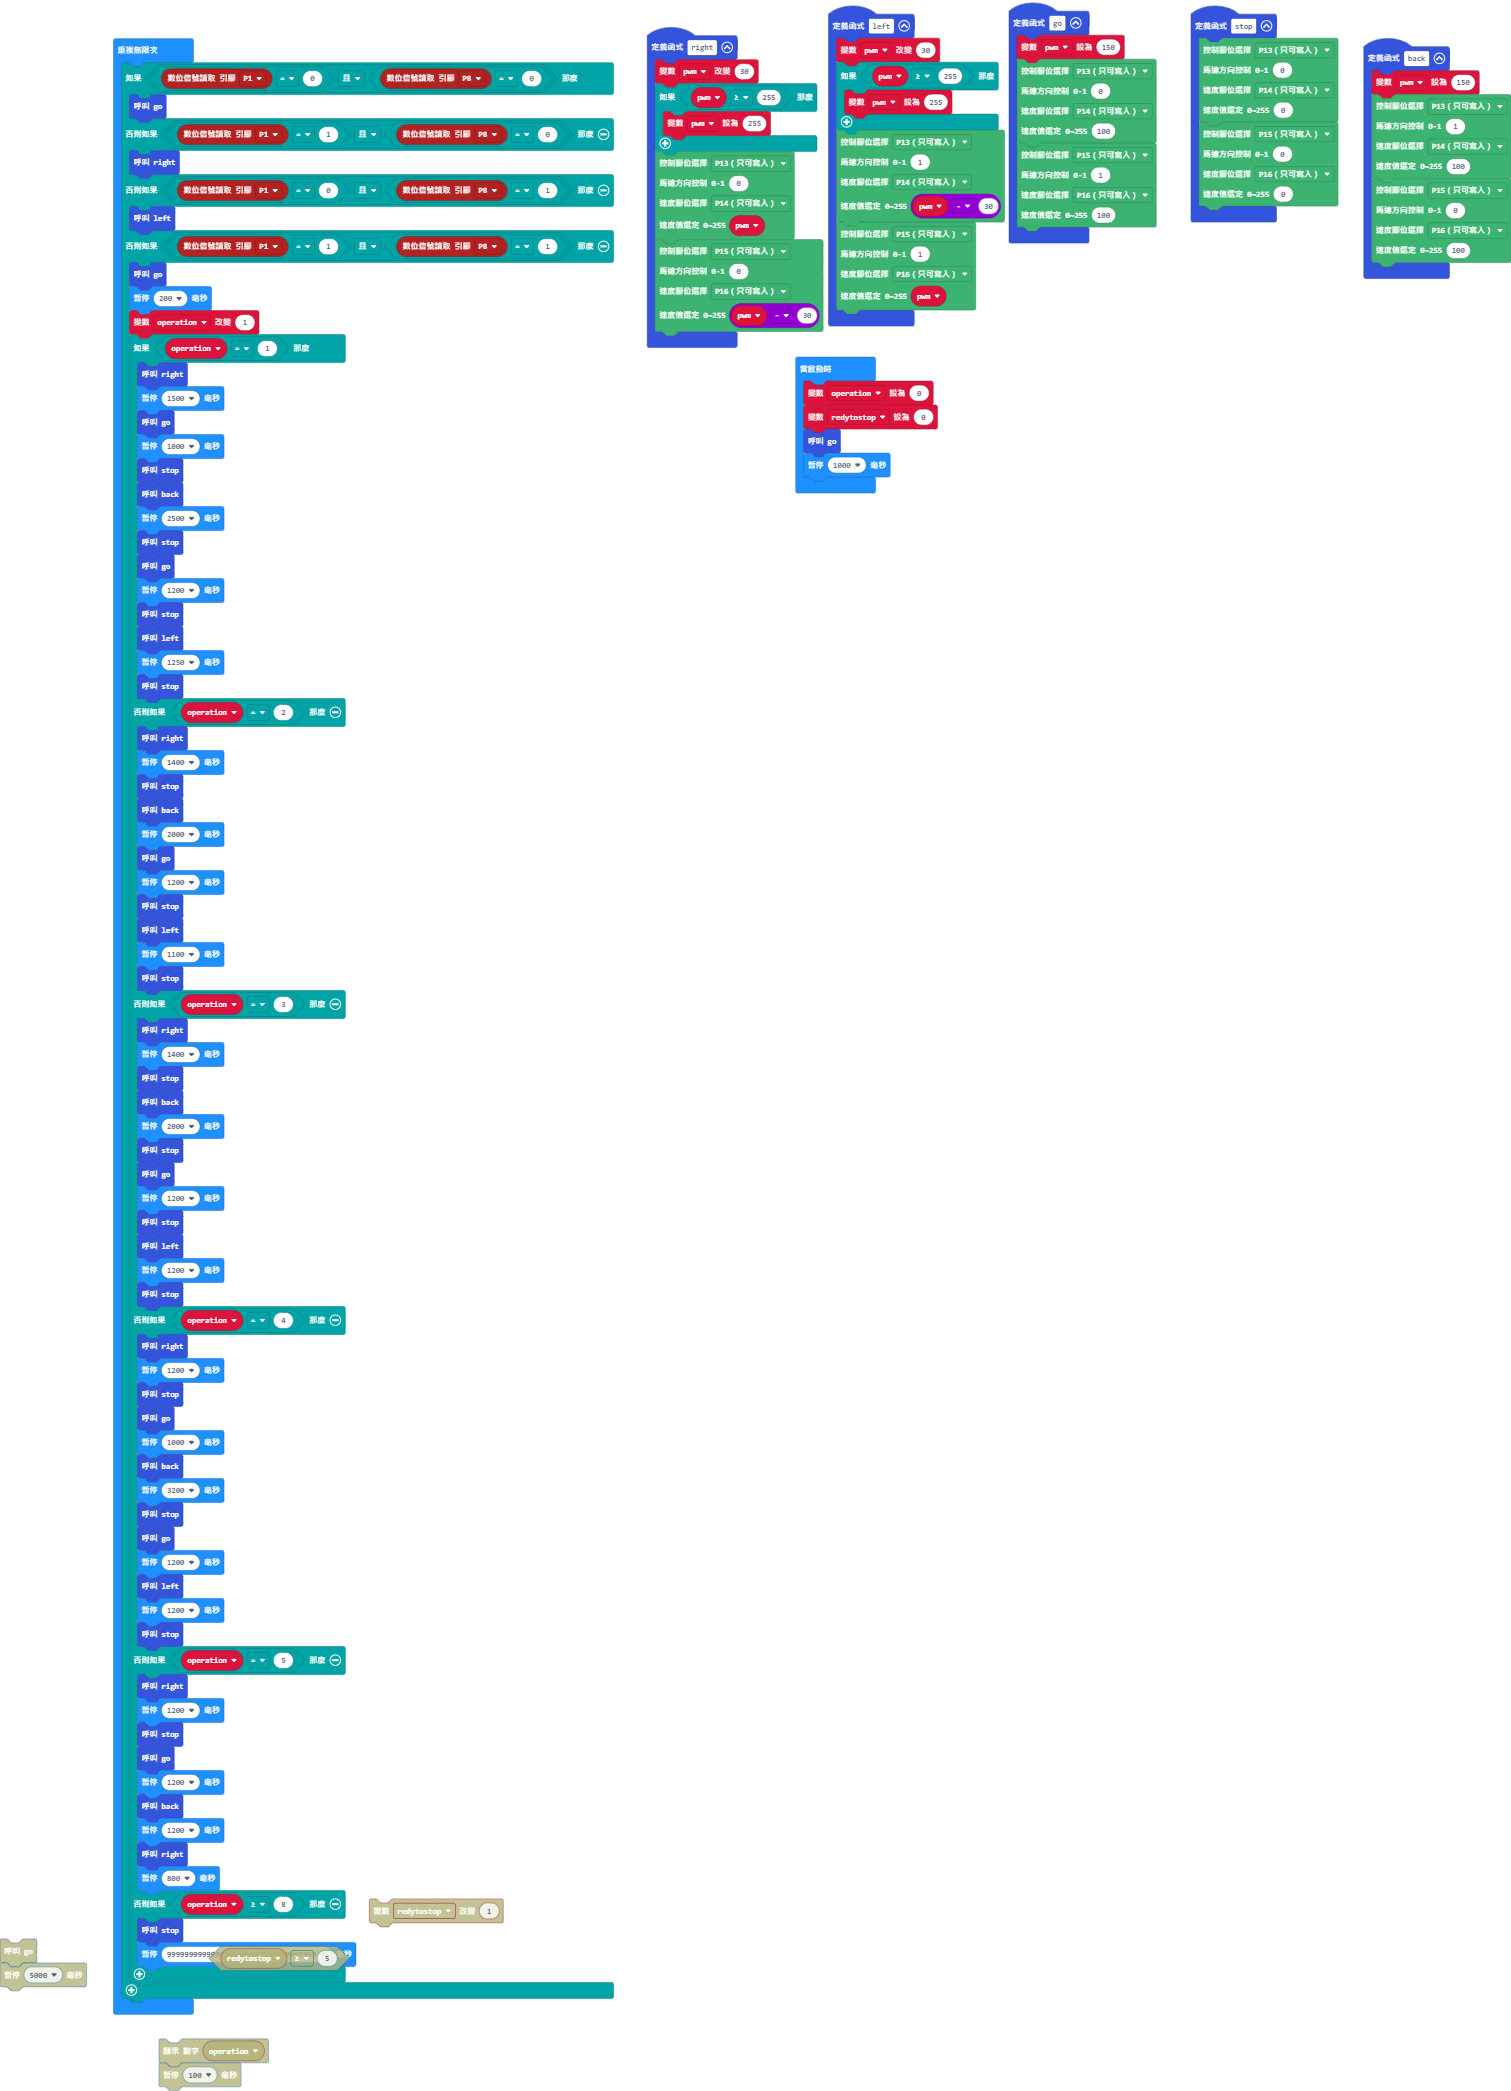 重複無限次
如果 數位信號讀取 引腳 P1 = 0 且 數位信號讀取 引腳 P8 = 0 那麼
呼叫 go
否則如果 數位信號讀取 引腳 P1 = 1 且 數位信號讀取 引腳 P8 = 0 那麼
呼叫 right
否則如果 數位信號讀取 引腳 P1 = 0 且 數位信號讀取 引腳 P8 = 1 那麼
呼叫 left
否則如果 數位信號讀取 引腳 P1 = 1 且 數位信號讀取 引腳 P8 = 1 那麼
呼叫 go
暫停 200 毫秒
變數 operation 改變 1
如果 operation = 1 那麼
呼叫 right
暫停 1500 毫秒
呼叫 go
暫停 1000 毫秒
呼叫 stop
呼叫 back
暫停 2500 毫秒
呼叫 stop
呼叫 go
暫停 1200 毫秒
呼叫 stop
呼叫 left
暫停 1250 毫秒
呼叫 stop
否則如果 operation = 2 那麼
呼叫 right
暫停 1400 毫秒
呼叫 stop
呼叫 back
暫停 2000 毫秒
呼叫 go
暫停 1200 毫秒
呼叫 stop
呼叫 left
暫停 1100 毫秒
呼叫 stop
否則如果 operation = 3 那麼
呼叫 right
暫停 1400 毫秒
呼叫 stop
呼叫 back
暫停 2000 毫秒
呼叫 stop
呼叫 go
暫停 1200 毫秒
呼叫 stop
呼叫 left
暫停 1200 毫秒
呼叫 stop
否則如果 operation = 4 那麼
呼叫 right
暫停 1200 毫秒
呼叫 stop
呼叫 go
暫停 1000 毫秒
呼叫 back
暫停 3200 毫秒
呼叫 stop
呼叫 go
暫停 1200 毫秒
呼叫 left
暫停 1200 毫秒
呼叫 stop
否則如果 operation = 5 那麼
呼叫 right
暫停 1200 毫秒
呼叫 stop
呼叫 go
暫停 1200 毫秒
呼叫 back
暫停 1200 毫秒
呼叫 right
暫停 800 毫秒
否則如果 operation ≥ 8 那麼
呼叫 stop
暫停 秒
redytostop ≥ 5
變數 redytostop 改變 1
呼叫 go
暫停 5000 毫秒
顯示 數字 operation
暫停 100 毫秒
定義函式 right
變數 pwm 改變 30
如果 pwm ≥ 255 那麼
變數 pwm 設為 255
控制腳位選擇 P13(只可寫入)
馬達方向控制 0-1 0
速度腳位選擇 P14(只可寫入)
速度值選定 0~255 pwm
控制腳位選擇 P15(只可寫入)
馬達方向控制 0-1 0
速度腳位選擇 P16(只可寫入)
速度值選定 0~255 pwm - 30
定義函式 left
變數 pwm 改變 30
如果 pwm ≥ 255 那麼
變數 pwm 設為 255
控制腳位選擇 P13(只可寫入)
馬達方向控制 0-1 1
速度腳位選擇 P14(只可寫入)
速度值選定 0~255 pwm - 30
控制腳位選擇 P15(只可寫入)
馬達方向控制 0-1 1
速度腳位選擇 P16(只可寫入)
速度值選定 0~255 pwm
定義函式 go
變數 pwm 設為 150
控制腳位選擇 P13(只可寫入)
馬達方向控制 0-1 0
速度腳位選擇 P14(只可寫入)
速度值選定 0~255 100
控制腳位選擇 P15(只可寫入)
馬達方向控制 0-1 1
速度腳位選擇 P16(只可寫入)
速度值選定 0~255 100
定義函式 stop
控制腳位選擇 P13(只可寫入)
馬達方向控制 0-1 0
速度腳位選擇 P14(只可寫入)
速度值選定 0~255 0
控制腳位選擇 P15(只可寫入)
馬達方向控制 0-1 0
速度腳位選擇 P16(只可寫入)
速度值選定 0~255 0
定義函式 back
變數 pwm 設為 150
控制腳位選擇 P13(只可寫入)
馬達方向控制 0-1 1
速度腳位選擇 P14(只可寫入)
速度值選定 0~255 100
控制腳位選擇 P15(只可寫入)
馬達方向控制 0-1 0
速度腳位選擇 P16(只可寫入)
速度值選定 0~255 100
當啟動時
變數 operation 設為 0
變數 redytostop 設為 0
呼叫 go
暫停 1000 毫秒